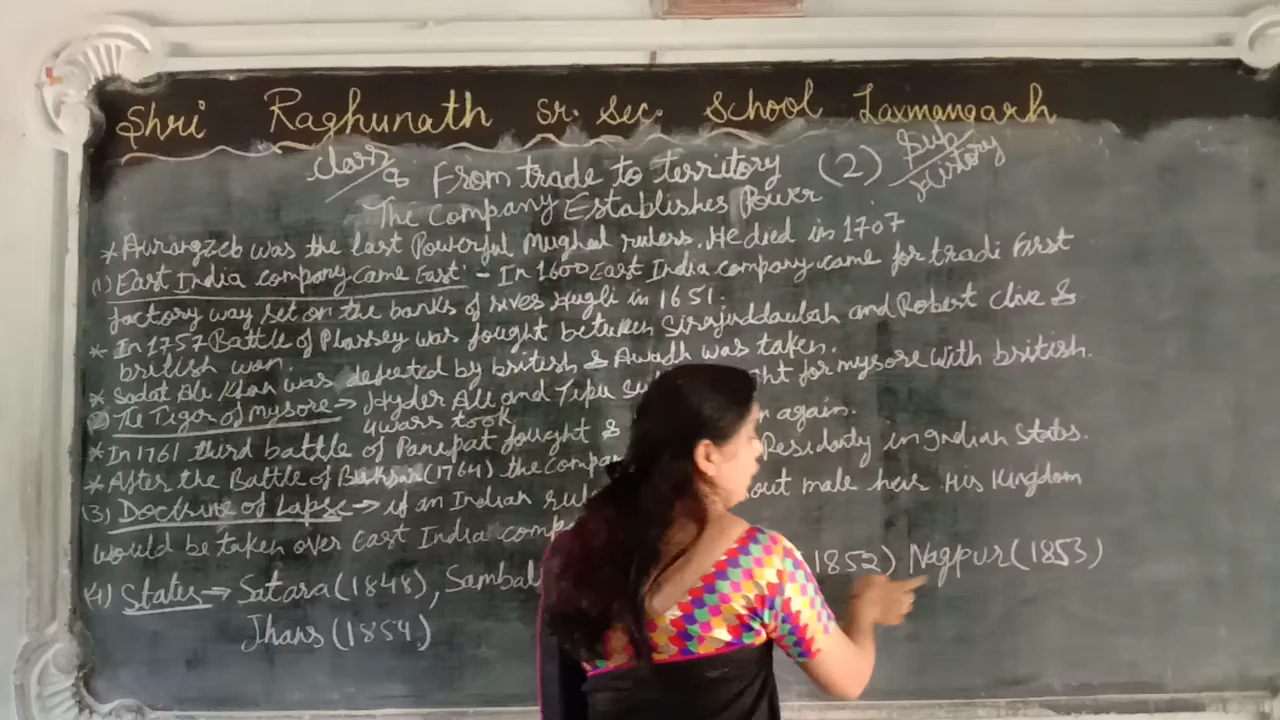 Shri Raghunath sr. sec. School Laxmangarh
Class 8 From trade to territory (2) Sub History
The Company Establishes Power
* Aurangzeb was the last Powerful Mughal rulers. He died in 1707
(1) East India company came East :- In 1600 East India company came for tradi First
factory way set on the banks of rives Hugli in 1651.
* In 1757 Battle of Plassey was fought between Sirajuddaulah and Robert Clive &
british won.
* Sadat Ali Khan was defeated by british & Awadh was taken.
(2) The Tiger of mysore → Hyder Ali and Tipu ght for mysore with british.
4 wars took
* In 1761 third battle of Panipat fought & again.
* After the Battle of (1764) the compan Residenty in Indian States.
(3) Doctrine of Lapse → if an Indian rul out male heir His Kingdom
would be taken over East India comp
(4) States → Satara (1848), Sambal 1852) Nagpur (1853)
Jhans (1854)